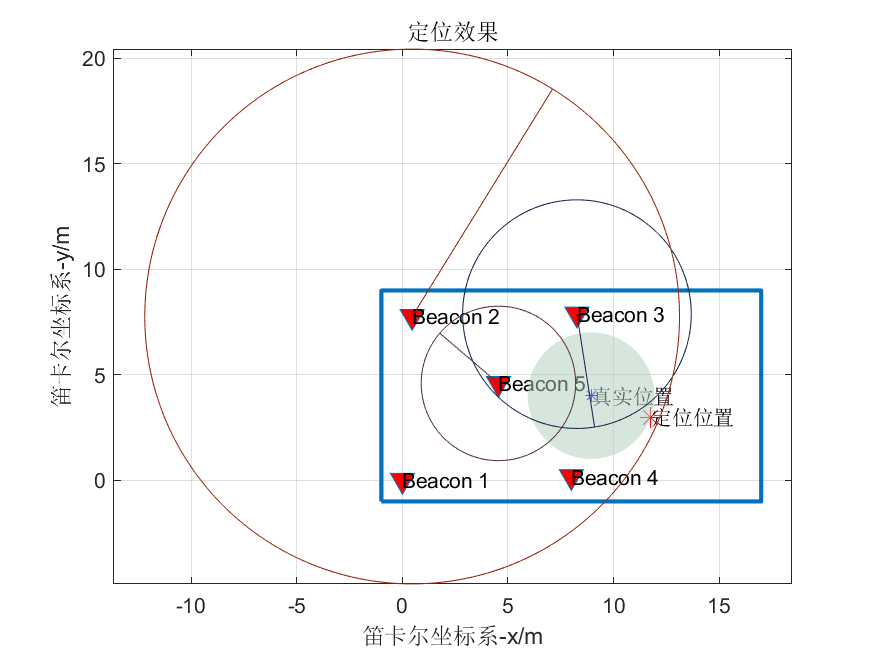 定位效果
笛卡尔坐标系-y/m
20
15
10
5
0
Beacon 2
Beacon 3
Beacon 5
真实位置
定位位置
Beacon 1
Beacon 4
-10
-5
0
5
10
15
笛卡尔坐标系-x/m